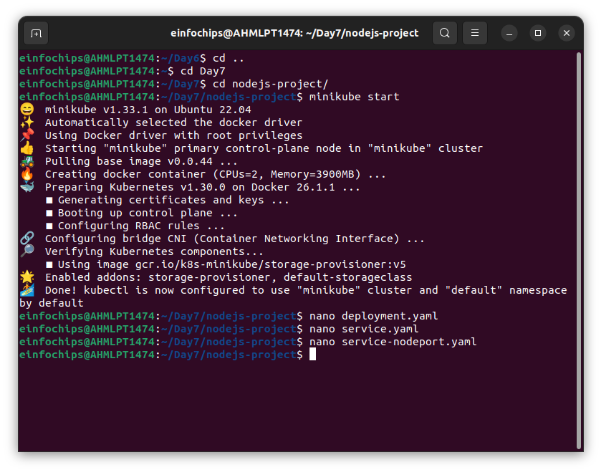 einfochips@AHMLPT1474: ~/Day7/nodejs-project
einfochips@AHMLPT1474:~/Day6$ cd ..
einfochips@AHMLPT1474:~$ cd Day7
einfochips@AHMLPT1474:~/Day7$ cd nodejs-project/
einfochips@AHMLPT1474:~/Day7/nodejs-project$ minikube start
😄 minikube v1.33.1 on Ubuntu 22.04
✨ Automatically selected the docker driver
📌 Using Docker driver with root privileges
👍 Starting "minikube" primary control-plane node in "minikube" cluster
🚜 Pulling base image v0.0.44 ...
🔥 Creating docker container (CPUs=2, Memory=3900MB) ...
🐳 Preparing Kubernetes v1.30.0 on Docker 26.1.1 ...
▪ Generating certificates and keys ...
▪ Booting up control plane ...
▪ Configuring RBAC rules ...
🔗 Configuring bridge CNI (Container Networking Interface) ...
🔎 Verifying Kubernetes components...
▪ Using image gcr.io/k8s-minikube/storage-provisioner:v5
🌟 Enabled addons: storage-provisioner, default-storageclass
🏄 Done! kubectl is now configured to use "minikube" cluster and "default" namespace
by default
einfochips@AHMLPT1474:~/Day7/nodejs-project$ nano deployment.yaml
einfochips@AHMLPT1474:~/Day7/nodejs-project$ nano service.yaml
einfochips@AHMLPT1474:~/Day7/nodejs-project$ nano service-nodeport.yaml
einfochips@AHMLPT1474:~/Day7/nodejs-project$